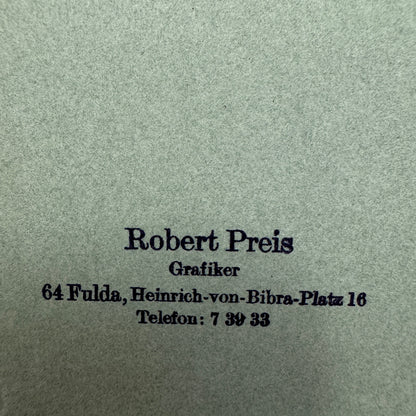 Robert Preis
Grafiker
64 Fulda, Heinrich-von-Bibra-Platz 16
Telefon: 7 39 33